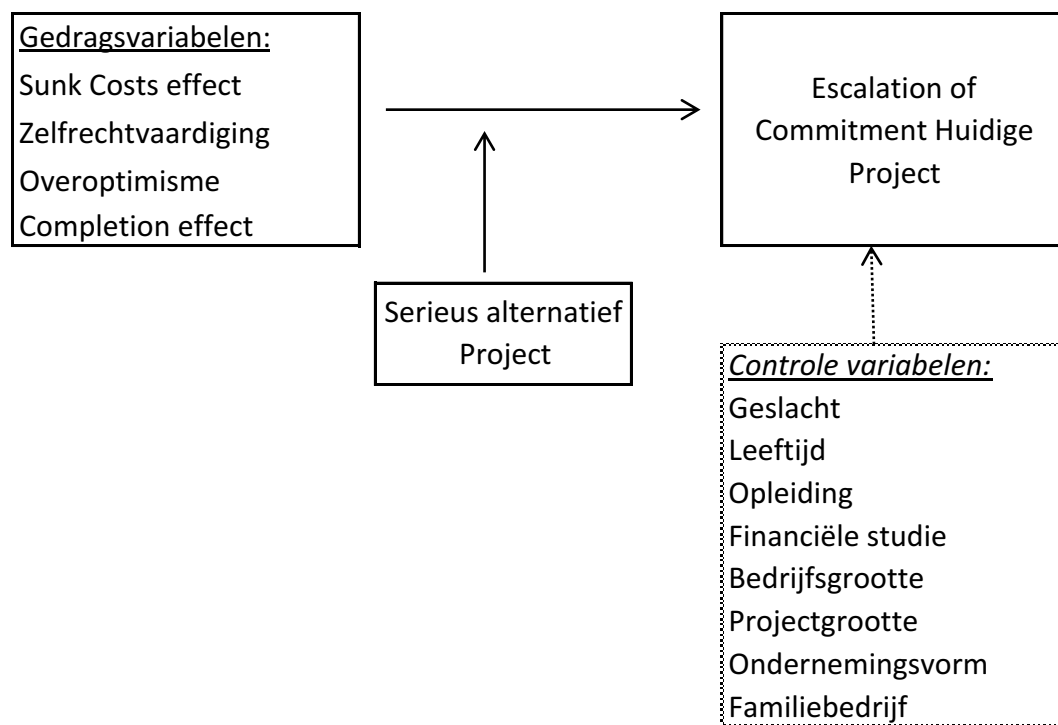 Gedragsvariabelen:
Sunk Costs effect
Zelfrechtvaardiging
Overoptimisme
Completion effect
Escalation of
Commitment Huidige
Project
Serieus alternatief
Project
Controle variabelen:
Geslacht
Leeftijd
Opleiding
Financiële studie
Bedrijfsgrootte
Projectgrootte
Ondernemingsvorm
Familiebedrijf